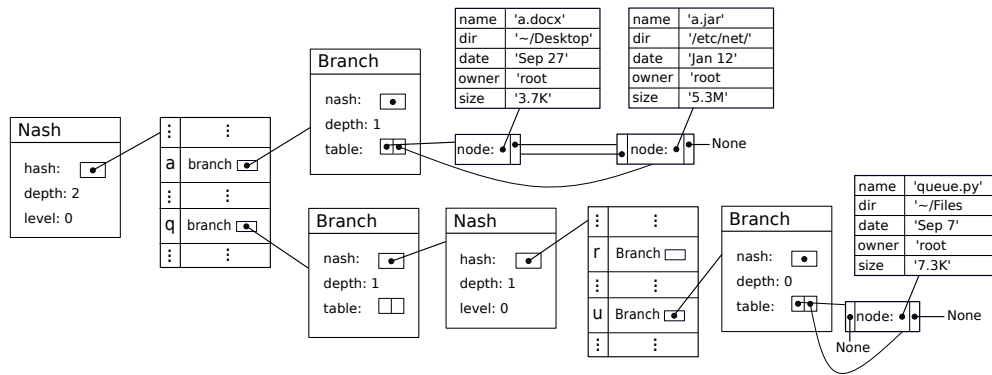 name 'a.docx'
dir '~/Desktop'
date 'Sep 27'
owner 'root
size '3.7K'
name 'a.jar'
dir '/etc/net/'
date 'Jan 12'
owner 'root
size '5.3M'
Branch
nash:
depth: 1
table:
node:
node:
None
Nash
hash:
depth: 2
level: 0
⋮ ⋮
a branch
⋮ ⋮
q branch
⋮ ⋮
Branch
nash:
depth: 1
table:
Nash
hash:
depth: 1
level: 0
⋮ ⋮
r Branch
⋮ ⋮
u Branch
⋮ ⋮
Branch
nash:
depth: 0
table:
name 'queue.py'
dir '~/Files
date 'Sep 7'
owner 'root
size '7.3K'
node:
None
None